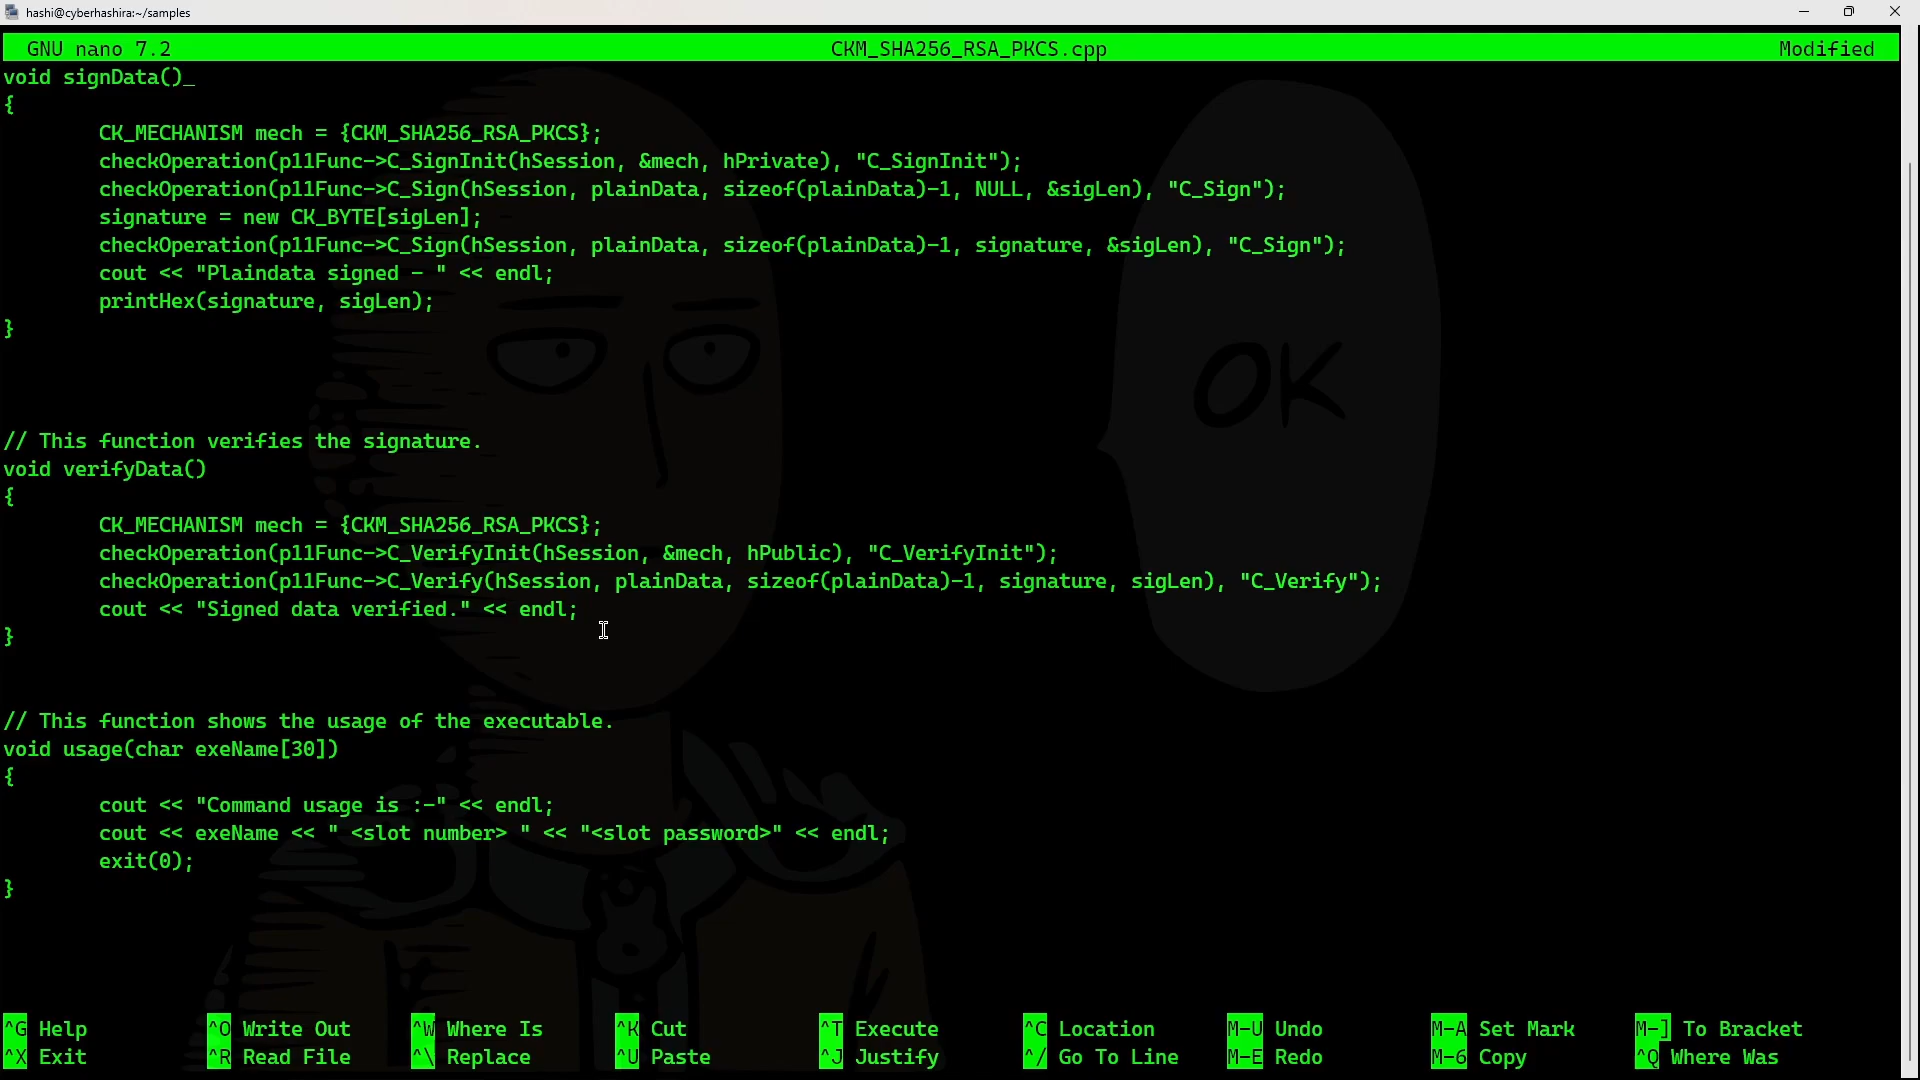 hashi@cyberhashira:~/samples
GNU nano 7.2 CKM_SHA256_RSA_PKCS.cpp Modified
void signData()_
{
CK_MECHANISM mech = {CKM_SHA256_RSA_PKCS};
checkOperation(p11Func->C_SignInit(hSession, &mech, hPrivate), "C_SignInit");
checkOperation(p11Func->C_Sign(hSession, plainData, sizeof(plainData)-1, NULL, &sigLen), "C_Sign");
signature = new CK_BYTE[sigLen];
checkOperation(p11Func->C_Sign(hSession, plainData, sizeof(plainData)-1, signature, &sigLen), "C_Sign");
cout << "Plaindata signed - " << endl;
printHex(signature, sigLen);
}
OK
// This function verifies the signature.
void verifyData()
{
CK_MECHANISM mech = {CKM_SHA256_RSA_PKCS};
checkOperation(p11Func->C_VerifyInit(hSession, &mech, hPublic), "C_VerifyInit");
checkOperation(p11Func->C_Verify(hSession, plainData, sizeof(plainData)-1, signature, sigLen), "C_Verify");
cout << "Signed data verified." << endl;
}
// This function shows the usage of the executable.
void usage(char exeName[30])
{
cout << "Command usage is :-" << endl;
cout << exeName << " <slot number> " << "<slot password>" << endl;
exit(0);
}
^G Help ^O Write Out ^W Where Is ^K Cut ^T Execute ^C Location M-U Undo M-A Set Mark M-] To Bracket
^X Exit ^R Read File ^\ Replace ^U Paste ^J Justify ^/ Go To Line M-E Redo M-6 Copy ^Q Where Was